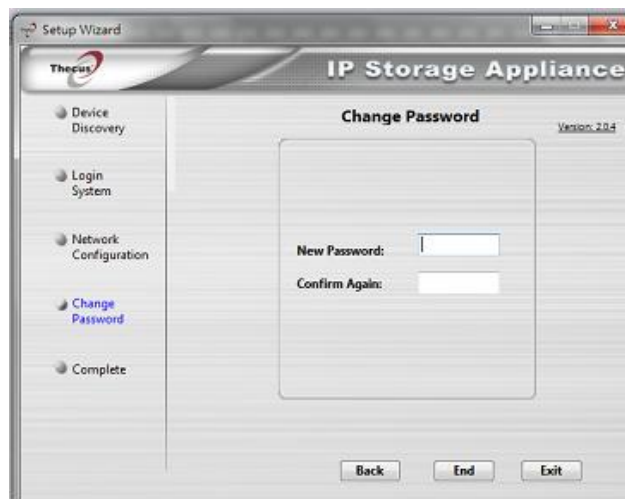 Setup Wizard
Thecus
IP Storage Appliance
Device
Discovery
Login
System
Network
Configuration
Change
Password
Complete
Change Password
Version: 2.0.4
New Password:
Confirm Again:
Back
End
Exit